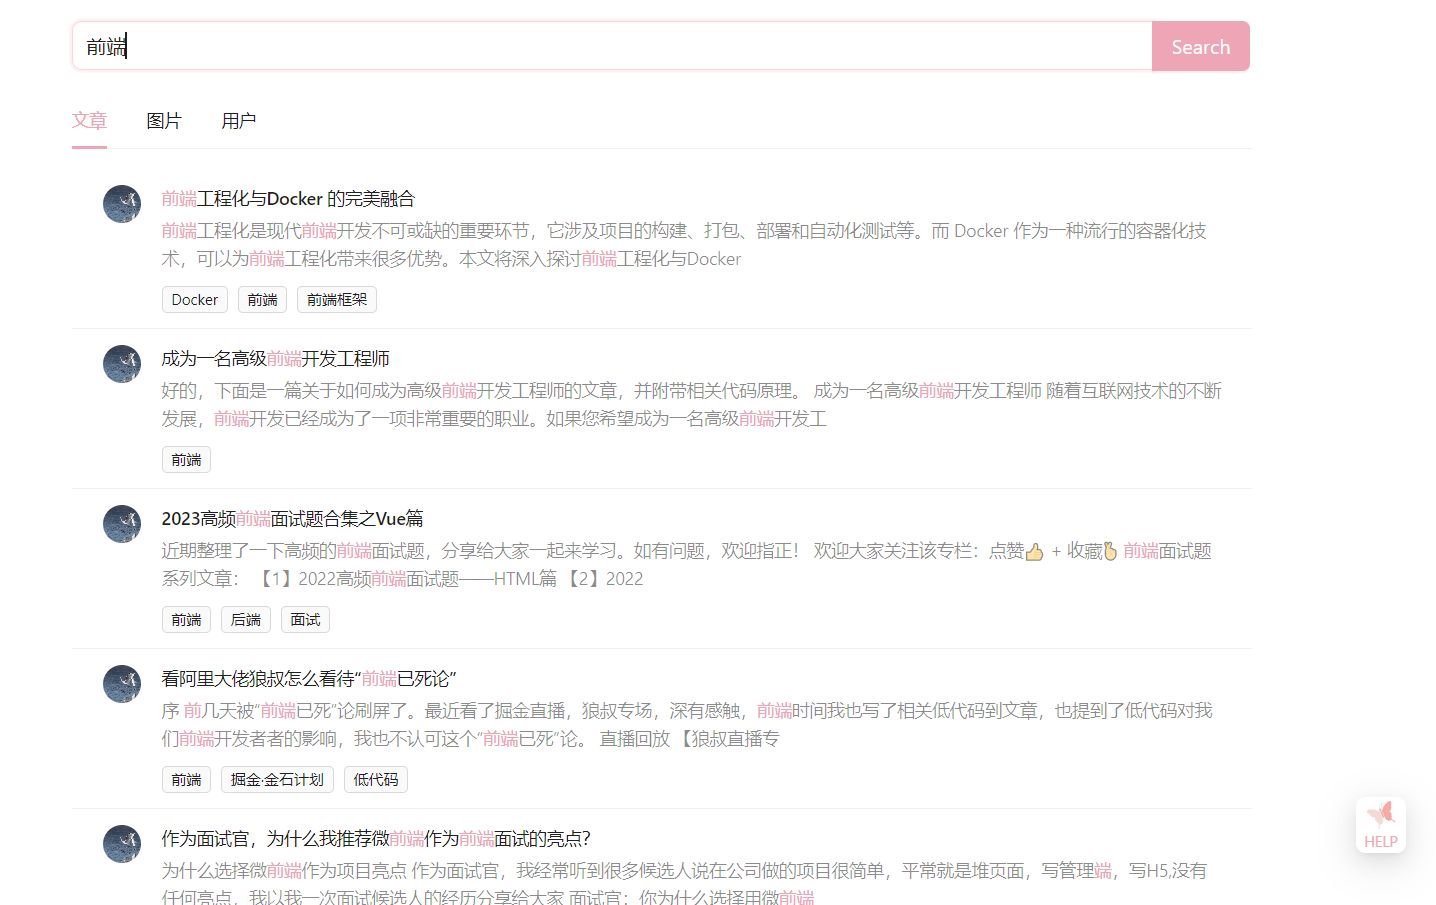 前端
Search
文章
图片
用户
前端工程化与Docker 的完美融合
前端工程化是现代前端开发不可或缺的重要环节，它涉及项目的构建、打包、部署和自动化测试等。而 Docker 作为一种流行的容器化技
术，可以为前端工程化带来很多优势。本文将深入探讨前端工程化与Docker
Docker
前端
前端框架
成为一名高级前端开发工程师
好的，下面是一篇关于如何成为高级前端开发工程师的文章，并附带相关代码原理。 成为一名高级前端开发工程师 随着互联网技术的不断
发展，前端开发已经成为了一项非常重要的职业。如果您希望成为一名高级前端开发工
前端
2023高频前端面试题合集之Vue篇
近期整理了一下高频的前端面试题，分享给大家一起来学习。如有问题，欢迎指正！ 欢迎大家关注该专栏：点赞👍 + 收藏🫰 前端面试题
系列文章： 【1】2022高频前端面试题——HTML篇 【2】2022
前端
后端
面试
看阿里大佬狼叔怎么看待“前端已死论”
序 前几天被“前端已死”论刷屏了。最近看了掘金直播，狼叔专场，深有感触，前端时间我也写了相关低代码到文章，也提到了低代码对我
们前端开发者者的影响，我也不认可这个“前端已死”论。 直播回放 【狼叔直播专
前端
掘金·金石计划
低代码
作为面试官，为什么我推荐微前端作为前端面试的亮点？
为什么选择微前端作为项目亮点 作为面试官，我经常听到很多候选人说在公司做的项目很简单，平常就是堆页面，写管理端，写H5,没有
任何亮点，我以我一次面试候选人的经历分享给大家 面试官：你为什么选择用微前端
HELP